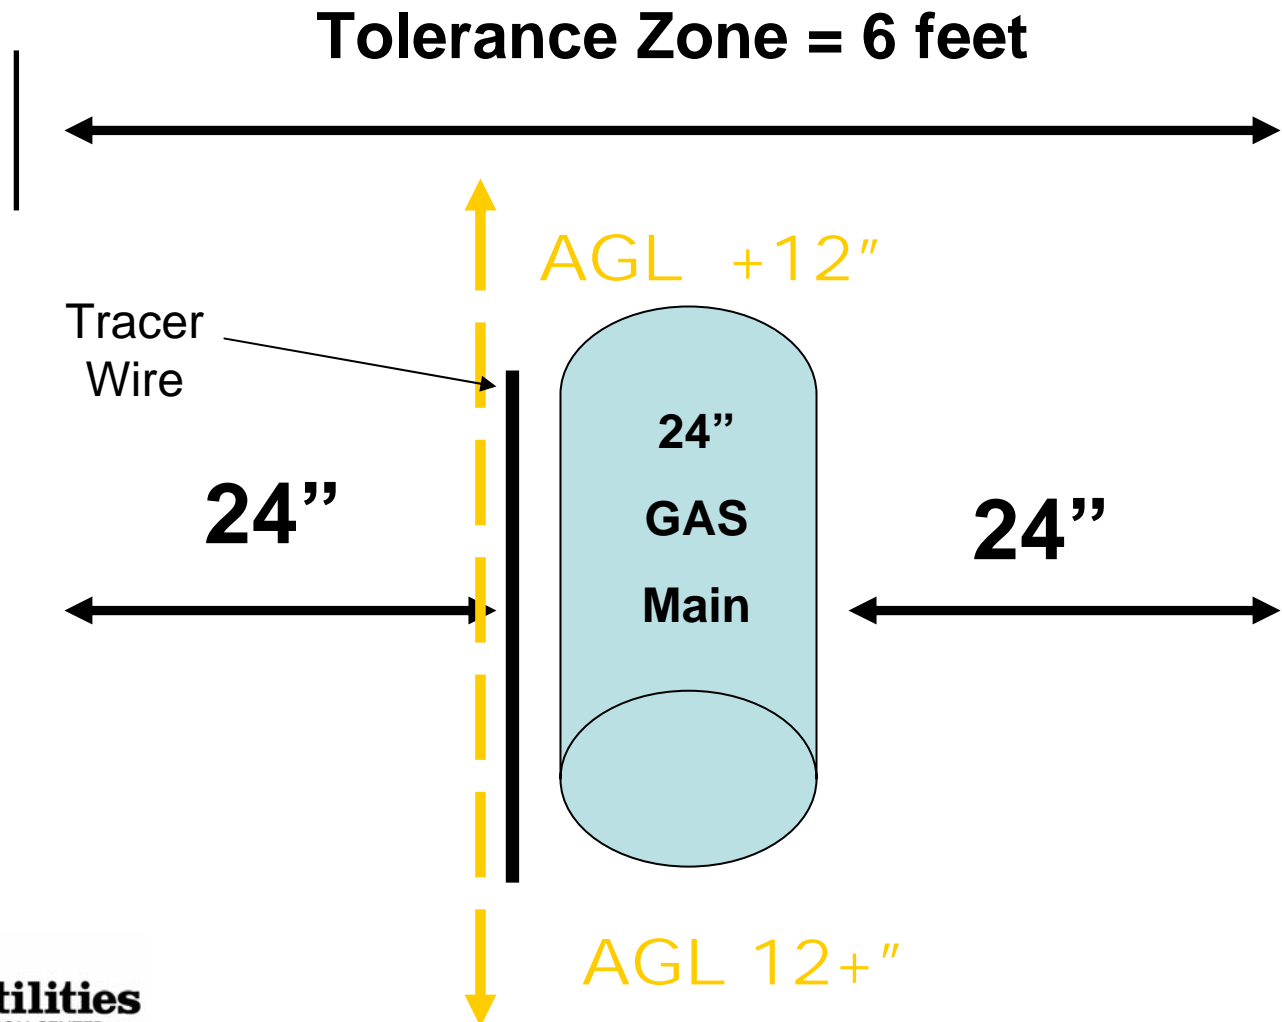 Tolerance Zone = 6 feet
AGL +12″
Tracer
Wire
24”
24”
GAS
Main
24”
AGL 12+″
tilities